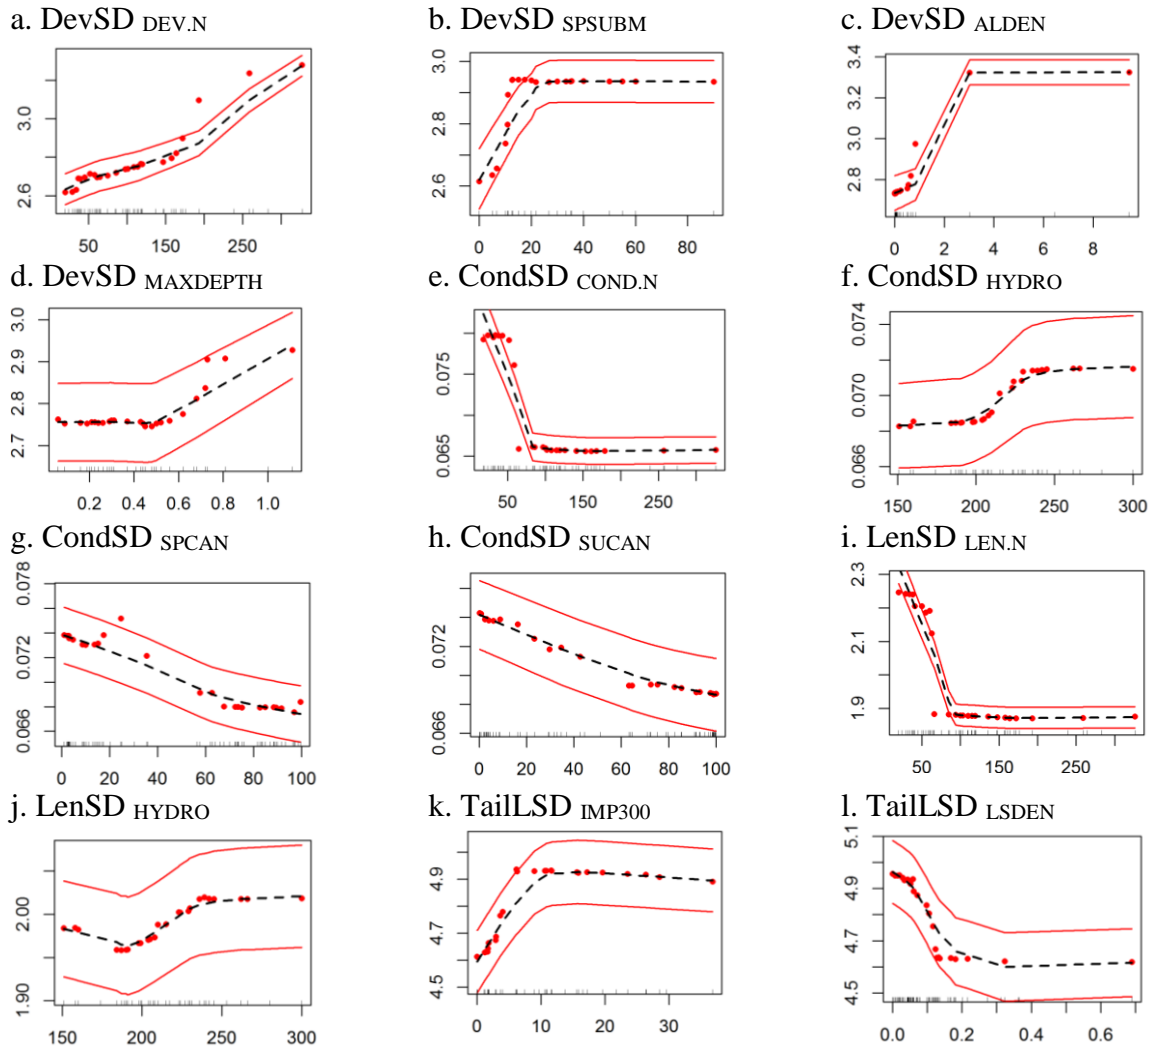 a. DevSD DEV.N
b. DevSD SPSUBM
c. DevSD ALDEN
2.6 3.0
50 150 250
2.6 2.8 3.0
0 20 40 60 80
2.8 3.0 3.2 3.4
0 2 4 6 8
d. DevSD MAXDEPTH
e. CondSD COND.N
f. CondSD HYDRO
2.7 2.8 2.9 3.0
0.2 0.4 0.6 0.8 1.0
0.065 0.075
50 150 250
0.066 0.070 0.074
150 200 250 300
g. CondSD SPCAN
h. CondSD SUCAN
i. LenSD LEN.N
0.066 0.072 0.078
0 20 40 60 80 100
0.066 0.072
0 20 40 60 80 100
1.9 2.1 2.3
50 150 250
j. LenSD HYDRO
k. TailLSD IMP300
l. TailLSD LSDEN
1.90 2.00
150 200 250 300
4.5 4.7 4.9
0 10 20 30
4.5 4.7 4.9 5.1
0.0 0.2 0.4 0.6